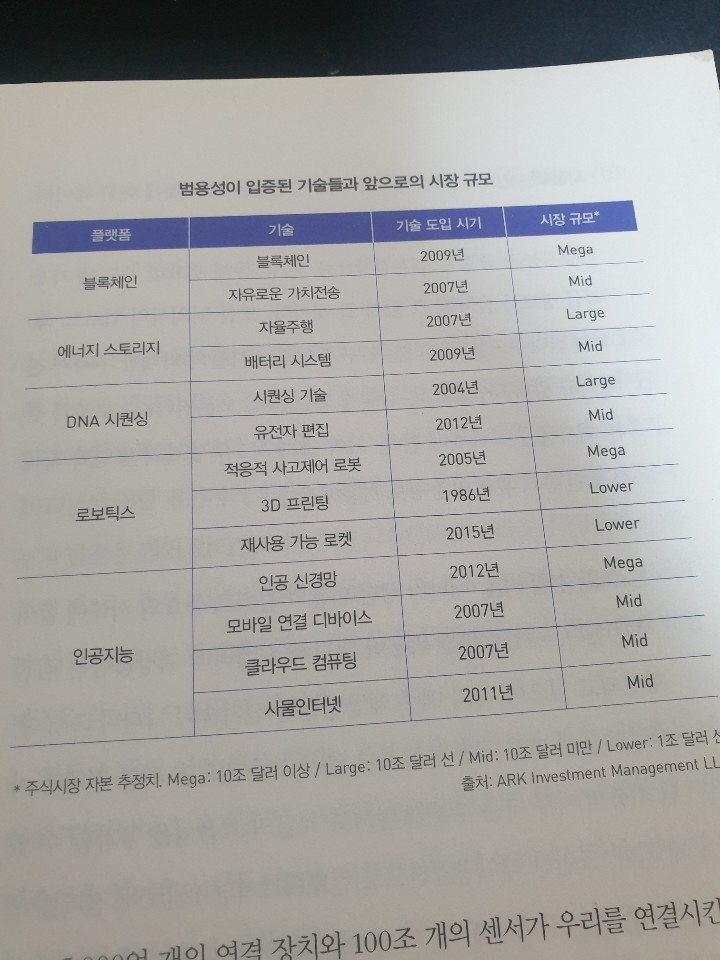 범용성이 입증된 기술들과 앞으로의 시장 규모
플랫폼 기술 기술 도입 시기 시장 규모*
블록체인 블록체인 2009년 Mega
자유로운 가치전송 2007년 Mid
에너지 스토리지 자율주행 2007년 Large
배터리 시스템 2009년 Mid
DNA 시퀀싱 시퀀싱 기술 2004년 Large
유전자 편집 2012년 Mid
로보틱스 적응적 사고제어 로봇 2005년 Mega
3D 프린팅 1986년 Lower
재사용 가능 로켓 2015년 Lower
인공지능 인공 신경망 2012년 Mega
모바일 연결 디바이스 2007년 Mid
클라우드 컴퓨팅 2007년 Mid
사물인터넷 2011년 Mid
* 주식시장 자본 추정치. Mega: 10조 달러 이상 / Large: 10조 달러 선 / Mid: 10조 달러 미만 / Lower: 1조 달러 선
출처: ARK Investment Management LL
개의 연결 장치와 100조 개의 센서가 우리를 연결시킨